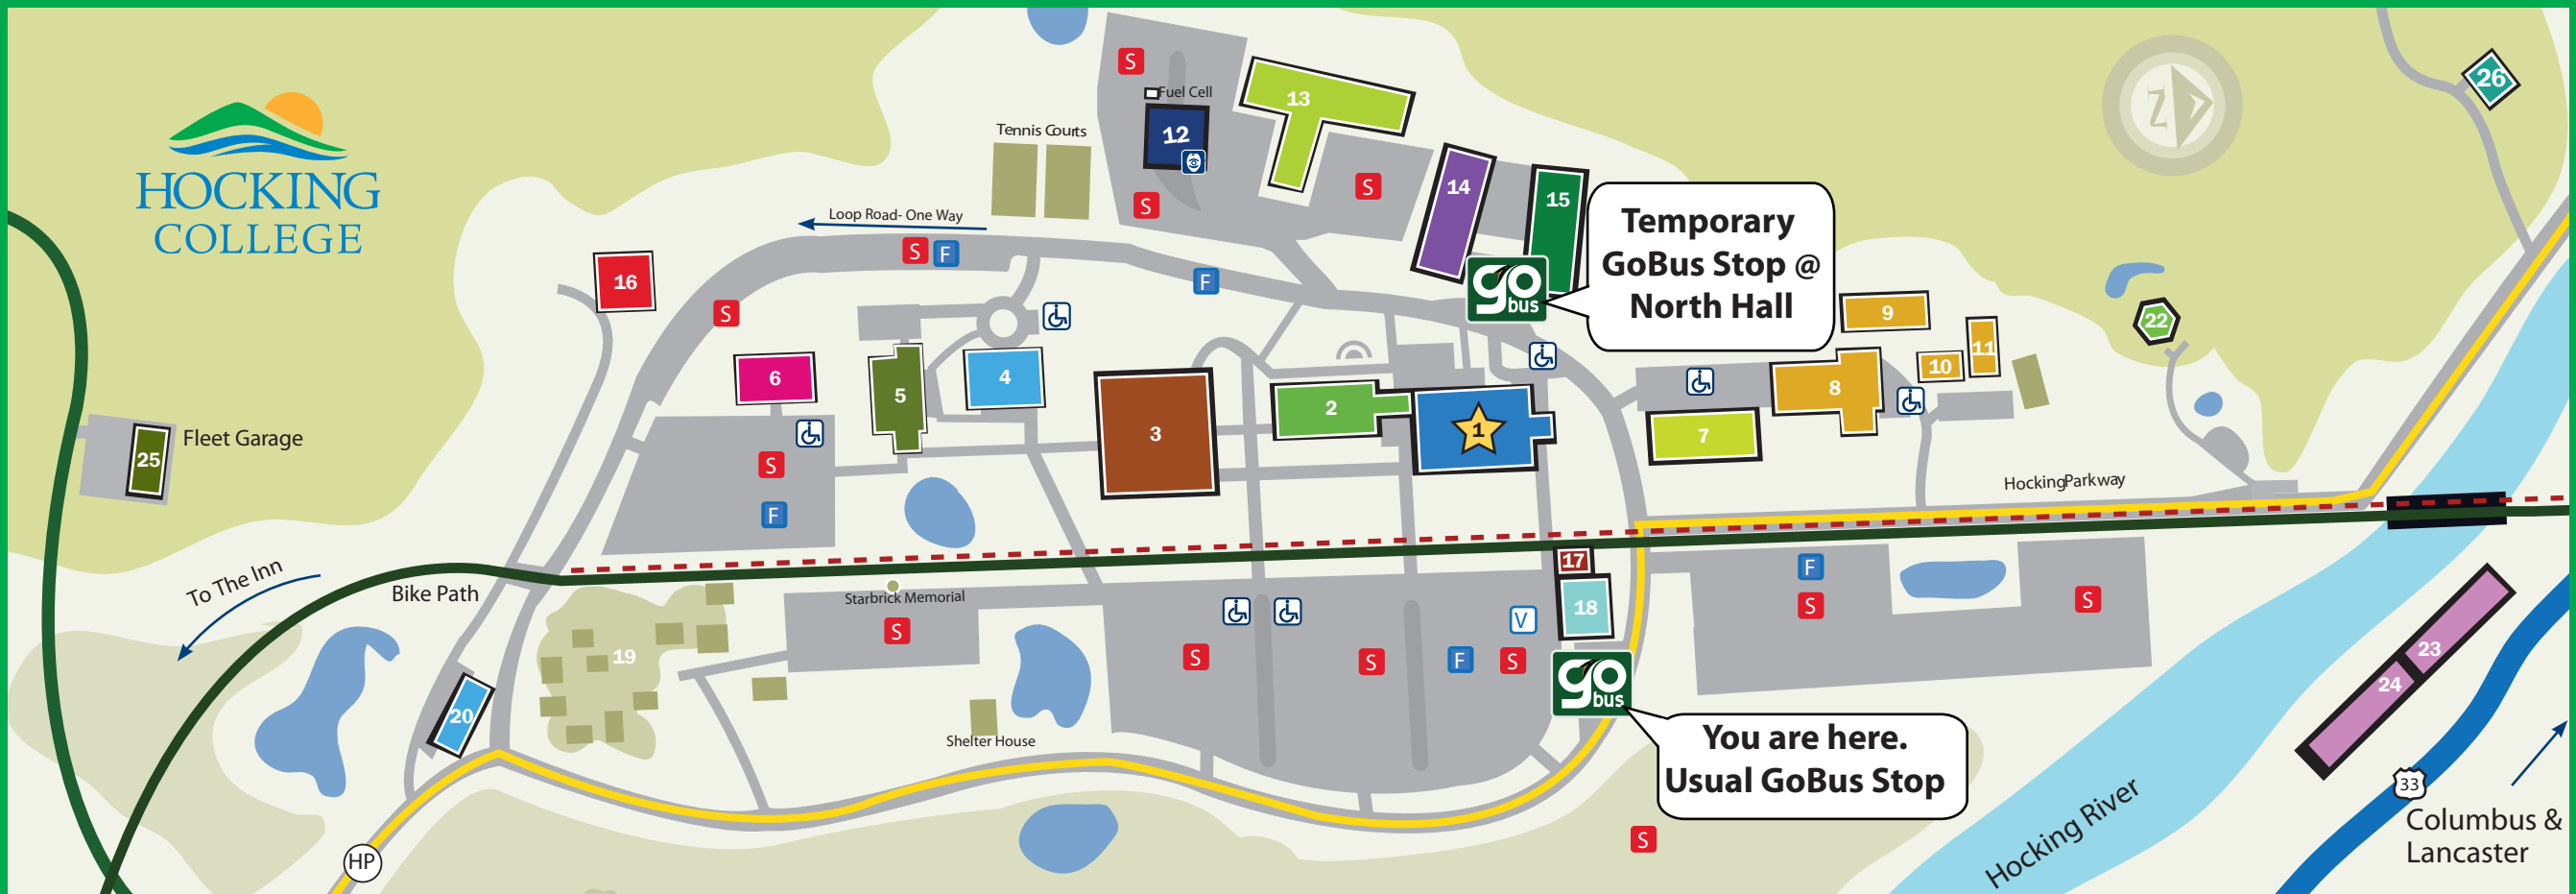 HOCKING
COLLEGE
Fuel Cell
12
13
Tennis Courts
14
15
Loop Road- One Way
16
Temporary
GoBus Stop @
North Hall
go
bus
S
S
S
S
F
F
S
N
26
9
10
11
22
6
5
4
3
2
1
7
8
25
Fleet Garage
S
F
HockingParkway
To The Inn
Bike Path
Starbrick Memorial
S
19
20
Shelter House
S
S
F
S
V
17
18
F
S
S
go
bus
You are here.
Usual GoBus Stop
S
HP
23
24
33
Hocking River
Columbus &
Lancaster